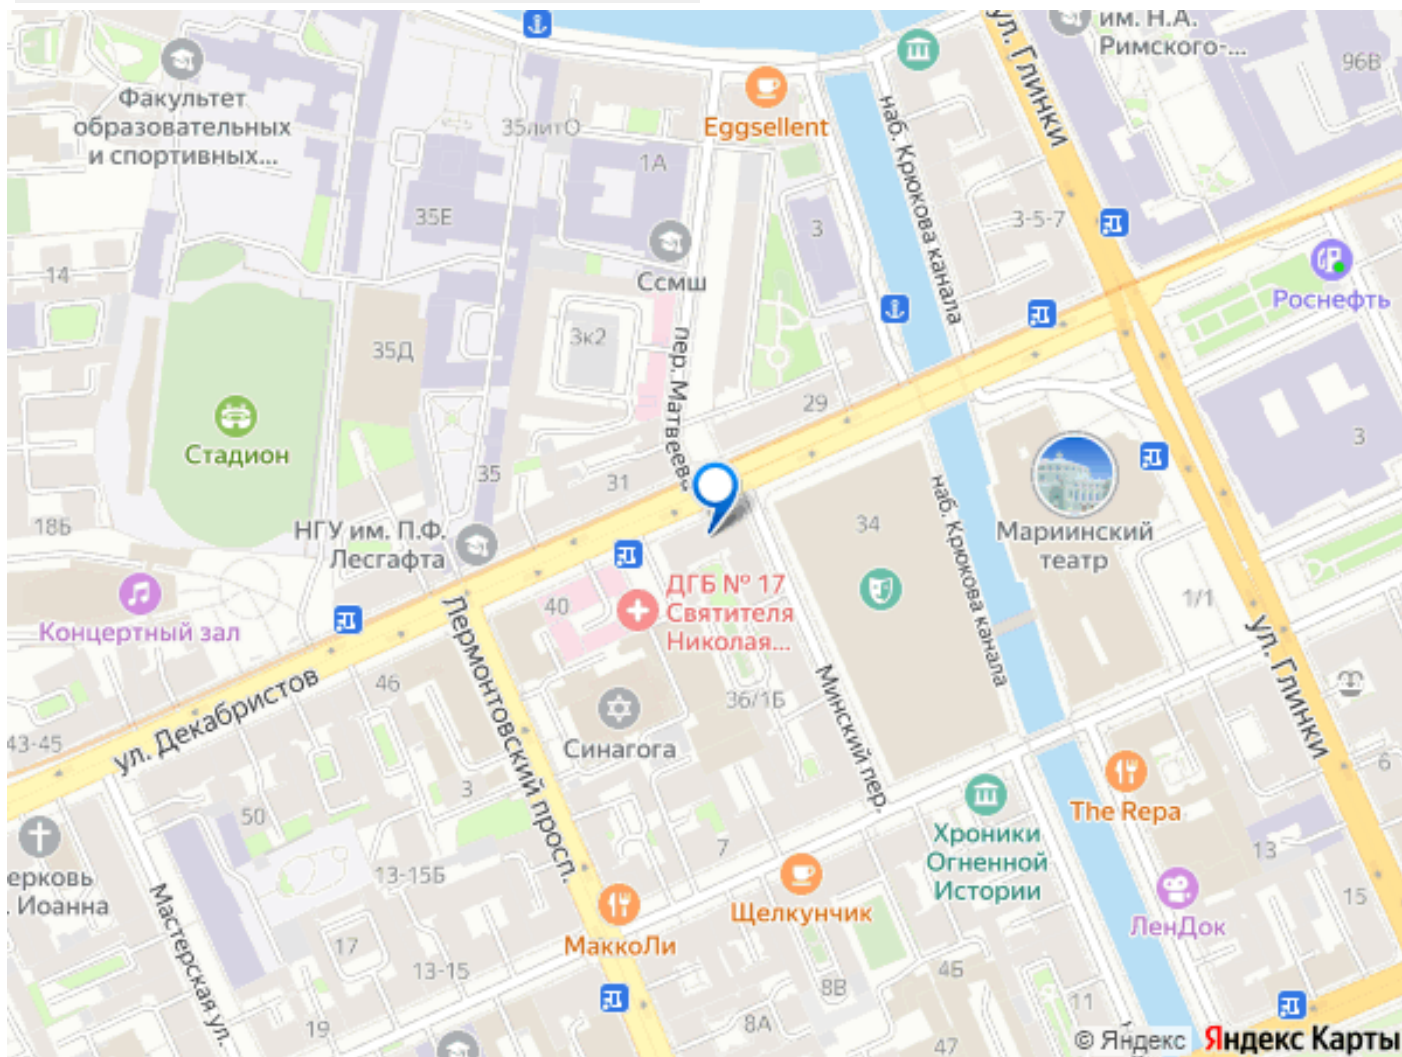 ул. Глинки
им. Н.А.
Римского-...
96В
Факультет
образовательных
и спортивных...
35литО
Eggsellent
1А
наб. Крюкова канала
35Е
3
3-5-7
Ссмш
14
Роснефть
3к2
35Д
пер. Матвеева
29
3
Стадион
35
31
18Б
НГУ им. П.Ф.
Лесгафта
34
наб. Крюкова канала
Мариинский
театр
ДГБ № 17
Святителя
Николая...
40
1/1
Концертный зал
Лермонтовский просп.
ул. Глинки
46
36/1Б
Минский пер.
ул. Декабристов
43-45
Синагога
6
3
50
The Repa
Хроники
Огненной
Истории
7
13
13-15Б
ерковь
. Иоанна
Мастерская ул.
Щелкунчик
15
МаккоЛи
ЛенДок
17
13-15
4Б
8В
11
19
8А
47
© Яндекс Яндекс Карты